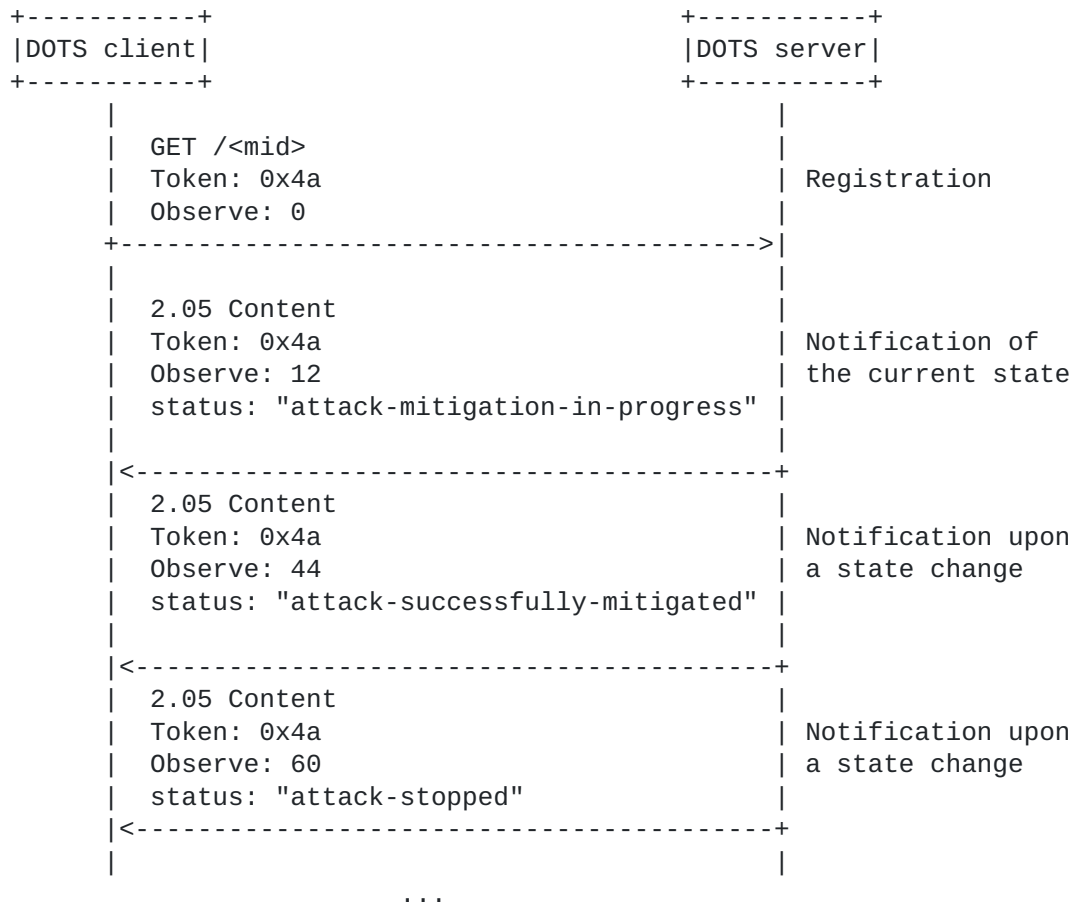 DOTS client DOTS server
GET /<mid>
Token: 0x4a Registration
Observe: 0
2.05 Content
Token: 0x4a Notification of
Observe: 12 the current state
status: "attack-mitigation-in-progress"
2.05 Content
Token: 0x4a Notification upon
Observe: 44 a state change
status: "attack-successfully-mitigated"
2.05 Content
Token: 0x4a Notification upon
Observe: 60 a state change
status: "attack-stopped"
...